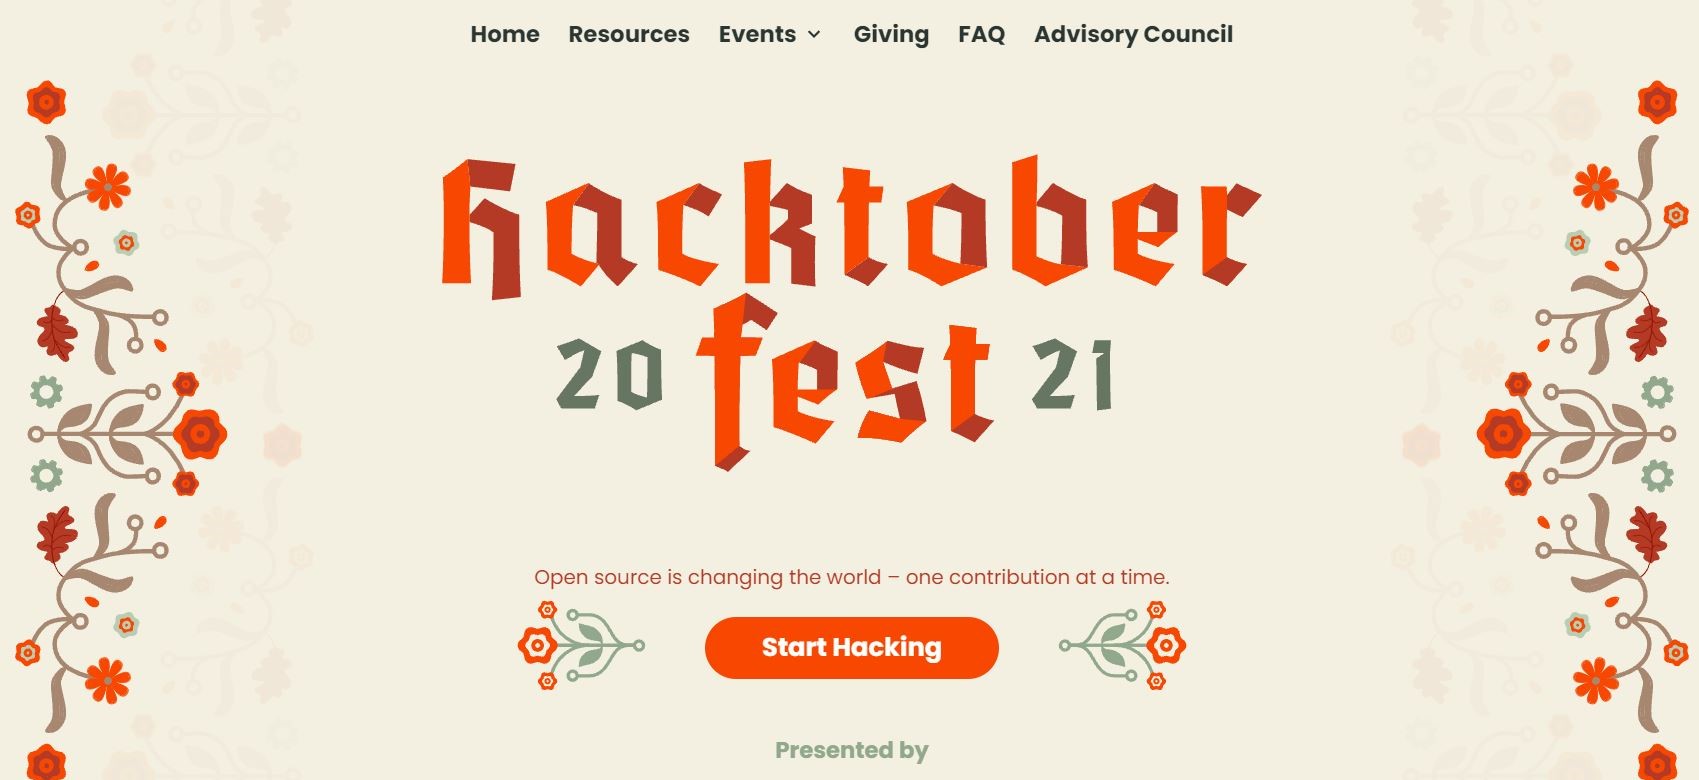 Home Resources Events Giving FAQ Advisory Council
hacktober
20 fest 21
Open source is changing the world – one contribution at a time.
Start Hacking
Presented by